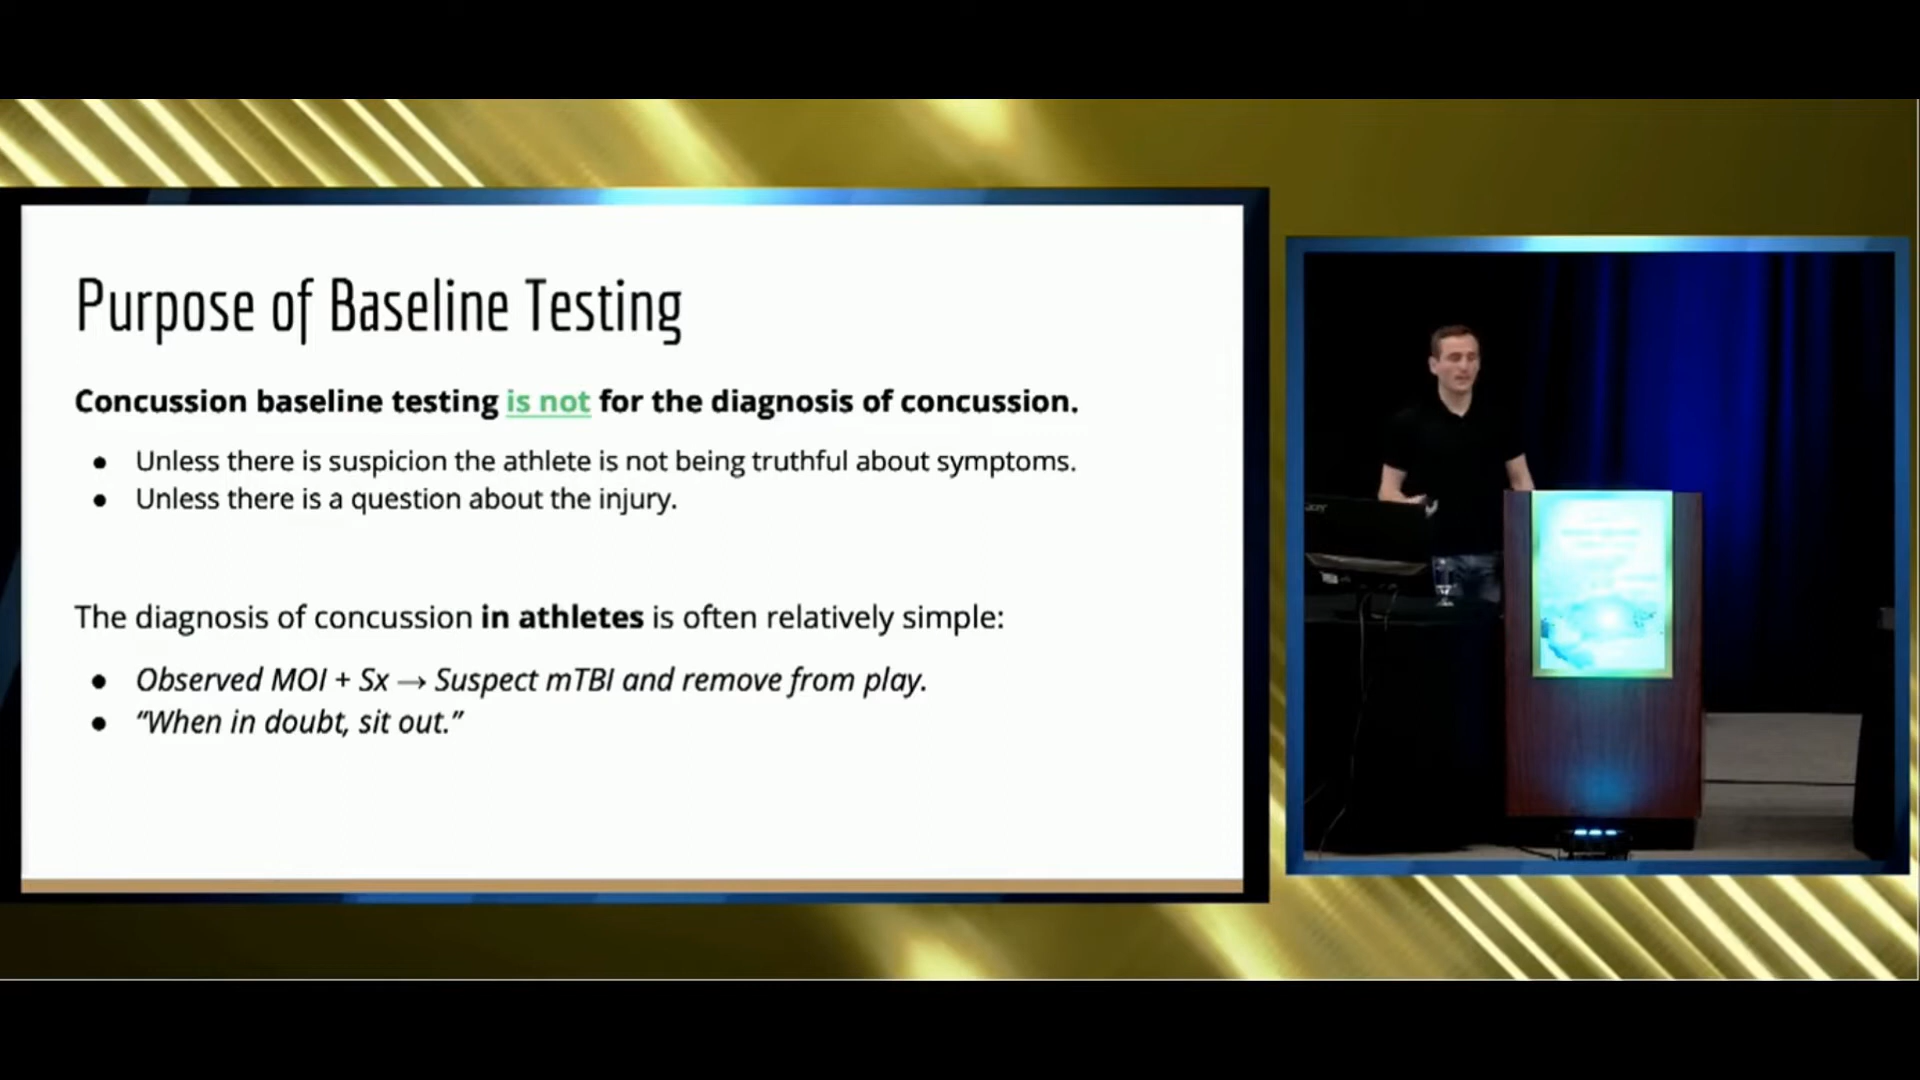 Purpose of Baseline Testing
Concussion baseline testing is not for the diagnosis of concussion.
● Unless there is suspicion the athlete is not being truthful about symptoms.
● Unless there is a question about the injury.
The diagnosis of concussion in athletes is often relatively simple:
● Observed MOI + Sx → Suspect mTBI and remove from play.
● “When in doubt, sit out.”
acer